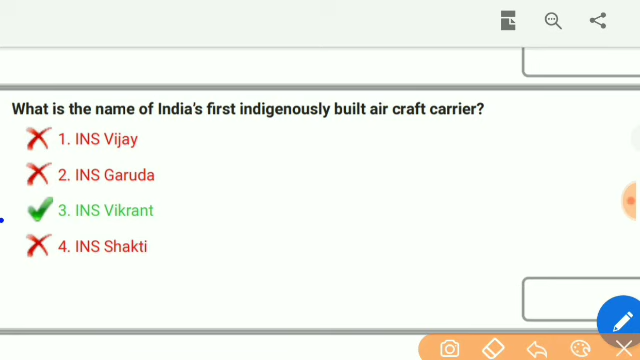 What is the name of India's first indigenously built air craft carrier?
1. INS Vijay
2. INS Garuda
3. INS Vikrant
4. INS Shakti